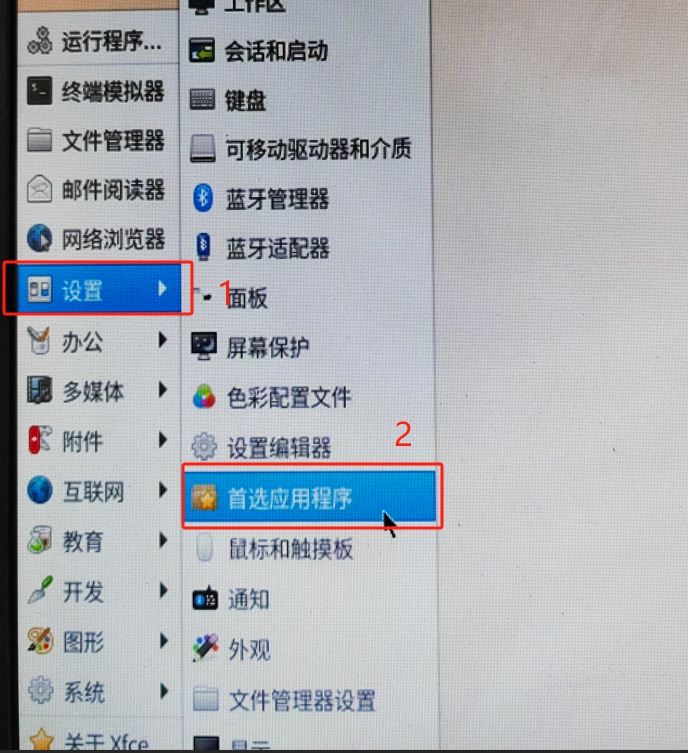 运行程序...
终端模拟器
文件管理器
邮件阅读器
网络浏览器
设置
办公
多媒体
附件
互联网
教育
开发
图形
系统
关于 Xfce
工作区
会话和启动
键盘
可移动驱动器和介质
蓝牙管理器
蓝牙适配器
1
面板
屏幕保护
色彩配置文件
设置编辑器
2
首选应用程序
鼠标和触摸板
通知
外观
文件管理器设置
显示